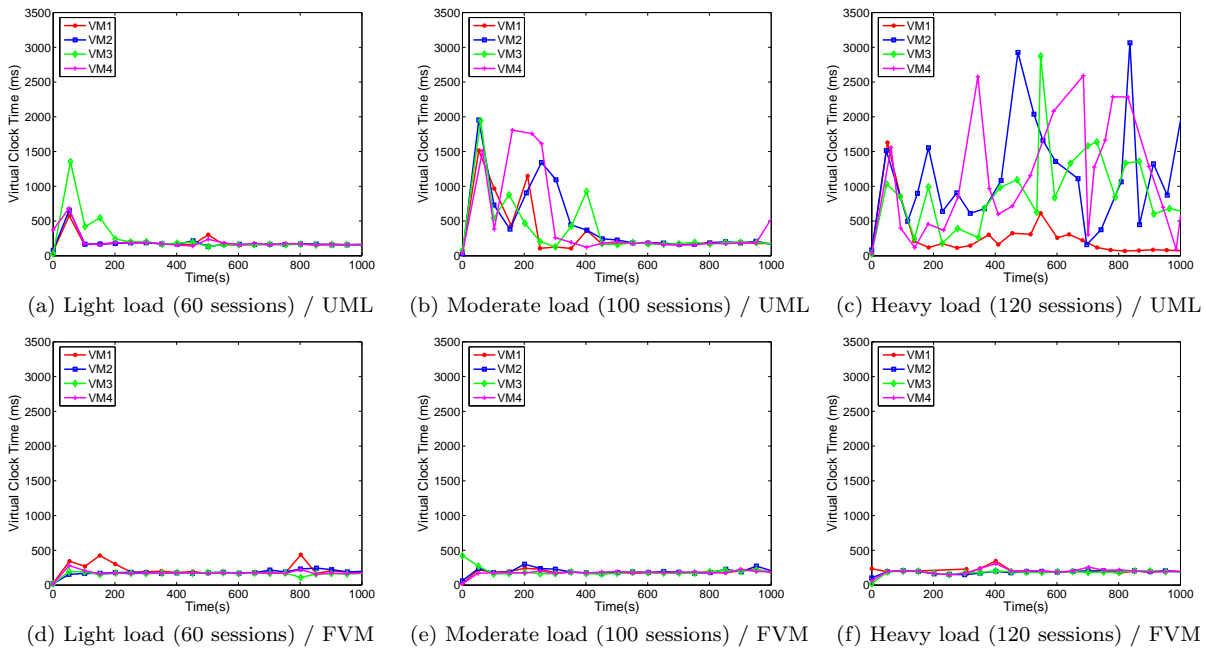 3500
3000
2500
2000
1500
1000
500
0
0
200
400
600
800
1000
Virtual Clock Time (ms)
Time(s)
VM1
VM2
VM3
VM4
(a) Light load (60 sessions) / UML
3500
3000
2500
2000
1500
1000
500
0
0
200
400
600
800
1000
Virtual Clock Time (ms)
Time(s)
VM1
VM2
VM3
VM4
(b) Moderate load (100 sessions) / UML
3500
3000
2500
2000
1500
1000
500
0
0
200
400
600
800
1000
Virtual Clock Time (ms)
Time(s)
VM1
VM2
VM3
VM4
(c) Heavy load (120 sessions) / UML
3500
3000
2500
2000
1500
1000
500
0
0
200
400
600
800
1000
Virtual Clock Time (ms)
Time(s)
VM1
VM2
VM3
VM4
(d) Light load (60 sessions) / FVM
3500
3000
2500
2000
1500
1000
500
0
0
200
400
600
800
1000
Virtual Clock Time (ms)
Time(s)
VM1
VM2
VM3
VM4
(e) Moderate load (100 sessions) / FVM
3500
3000
2500
2000
1500
1000
500
0
0
200
400
600
800
1000
Virtual Clock Time (ms)
Time(s)
VM1
VM2
VM3
VM4
(f) Heavy load (120 sessions) / FVM